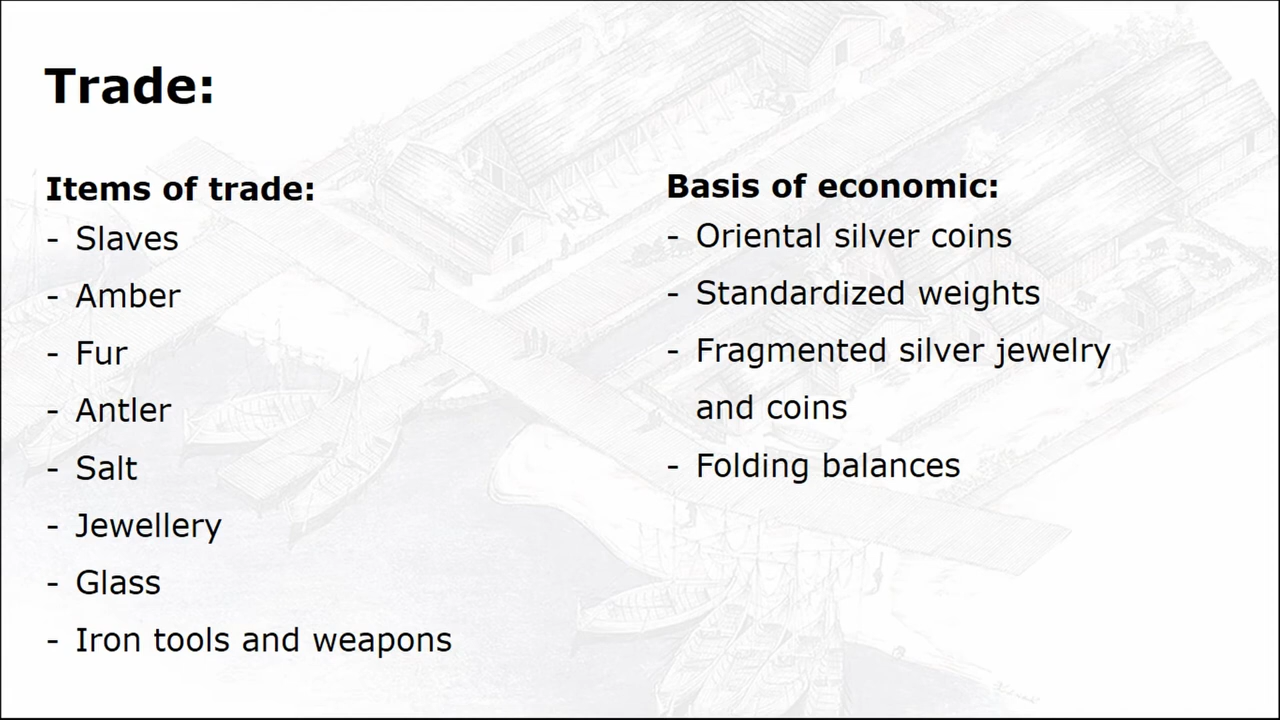 Trade:
Items of trade:
- Slaves
- Amber
- Fur
- Antler
- Salt
- Jewellery
- Glass
- Iron tools and weapons
Basis of economic:
- Oriental silver coins
- Standardized weights
- Fragmented silver jewelry
and coins
- Folding balances